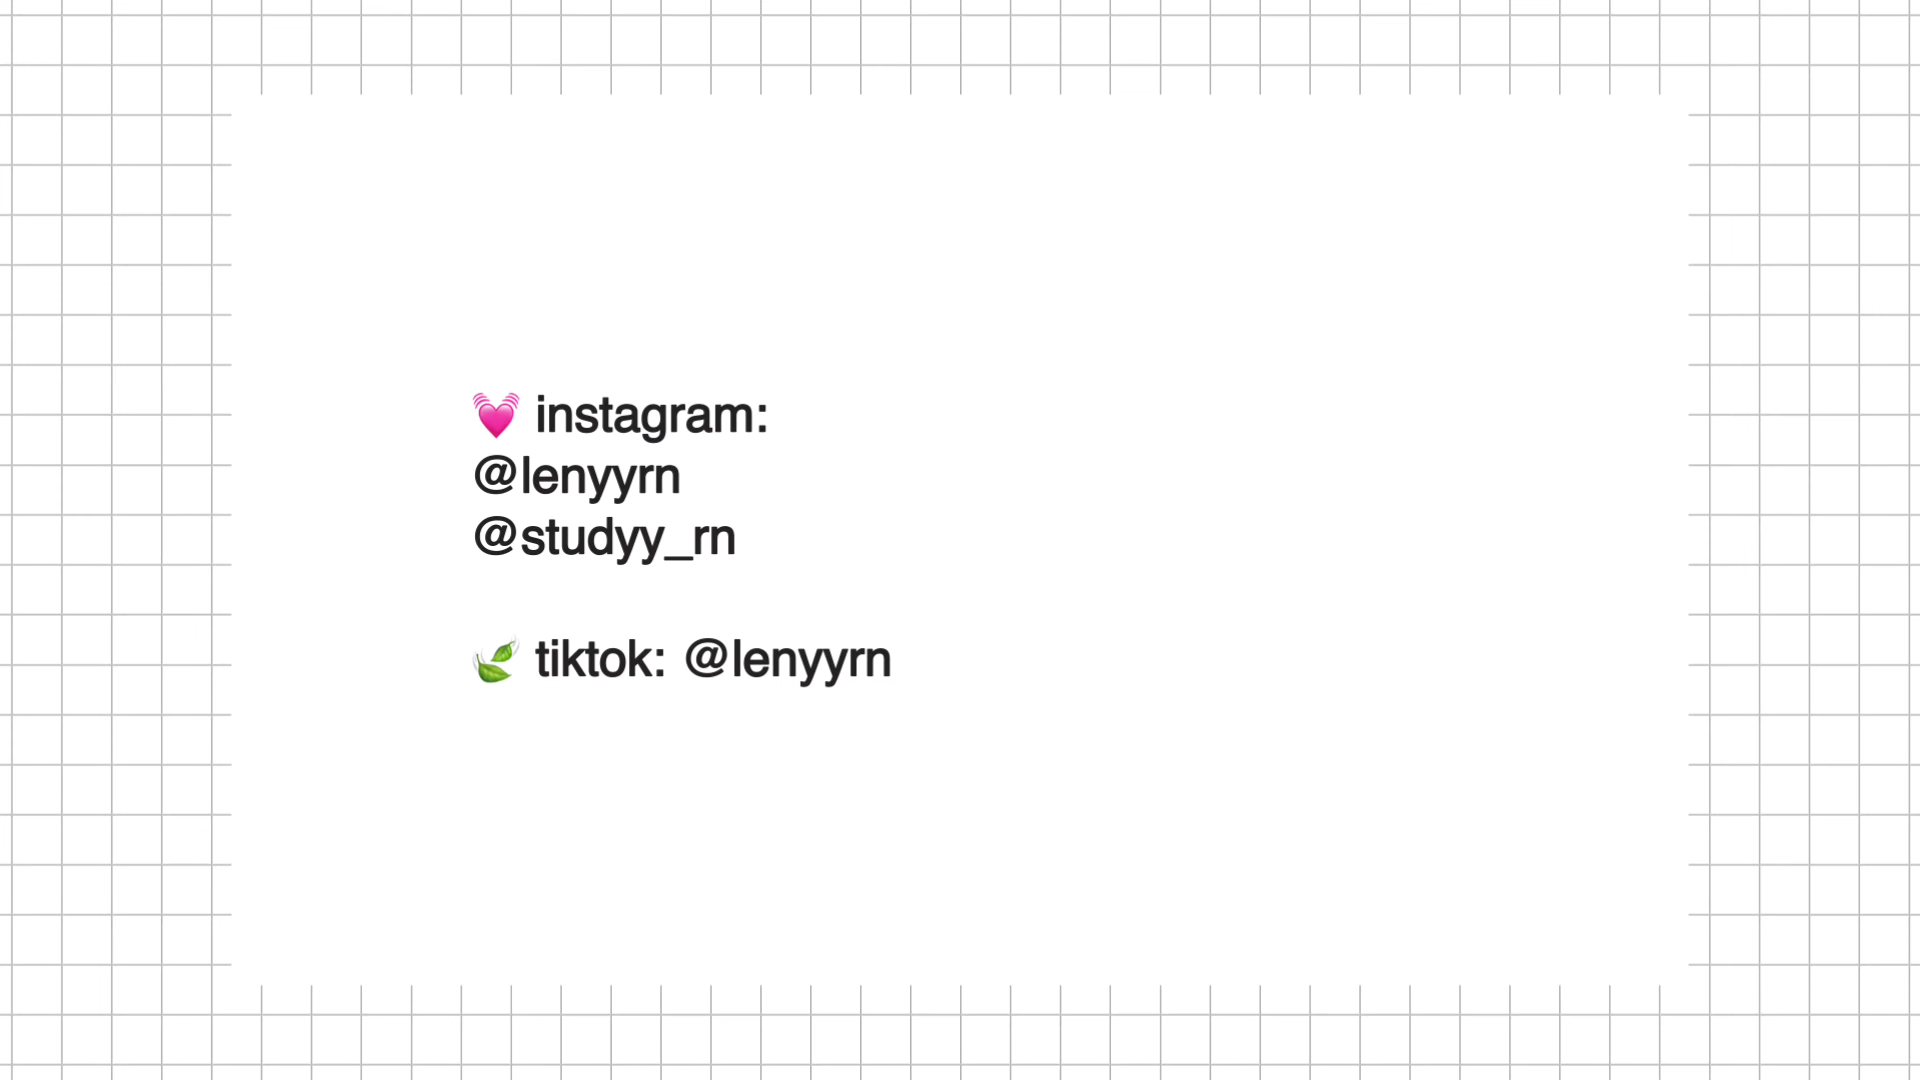 💓 instagram:
@lenyyrn
@studyy_rn
🍃 tiktok: @lenyyrn